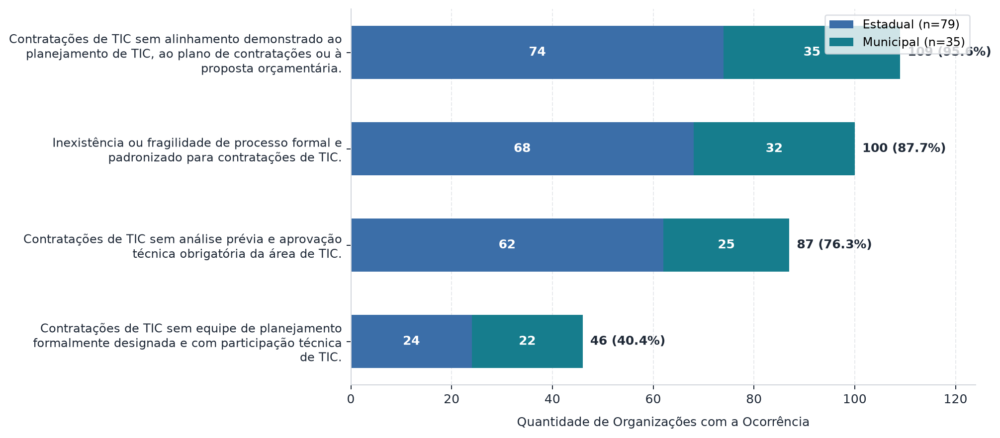 Estadual (n=79)
Municipal (n=35)
Contratações de TIC sem alinhamento demonstrado ao
planejamento de TIC, ao plano de contratações ou à
proposta orçamentária.
74
35
109 (95.6%)
Inexistência ou fragilidade de processo formal e
padronizado para contratações de TIC.
68
32
100 (87.7%)
Contratações de TIC sem análise prévia e aprovação
técnica obrigatória da área de TIC.
62
25
87 (76.3%)
Contratações de TIC sem equipe de planejamento
formalmente designada e com participação técnica
de TIC.
24
22
46 (40.4%)
0 20 40 60 80 100 120
Quantidade de Organizações com a Ocorrência